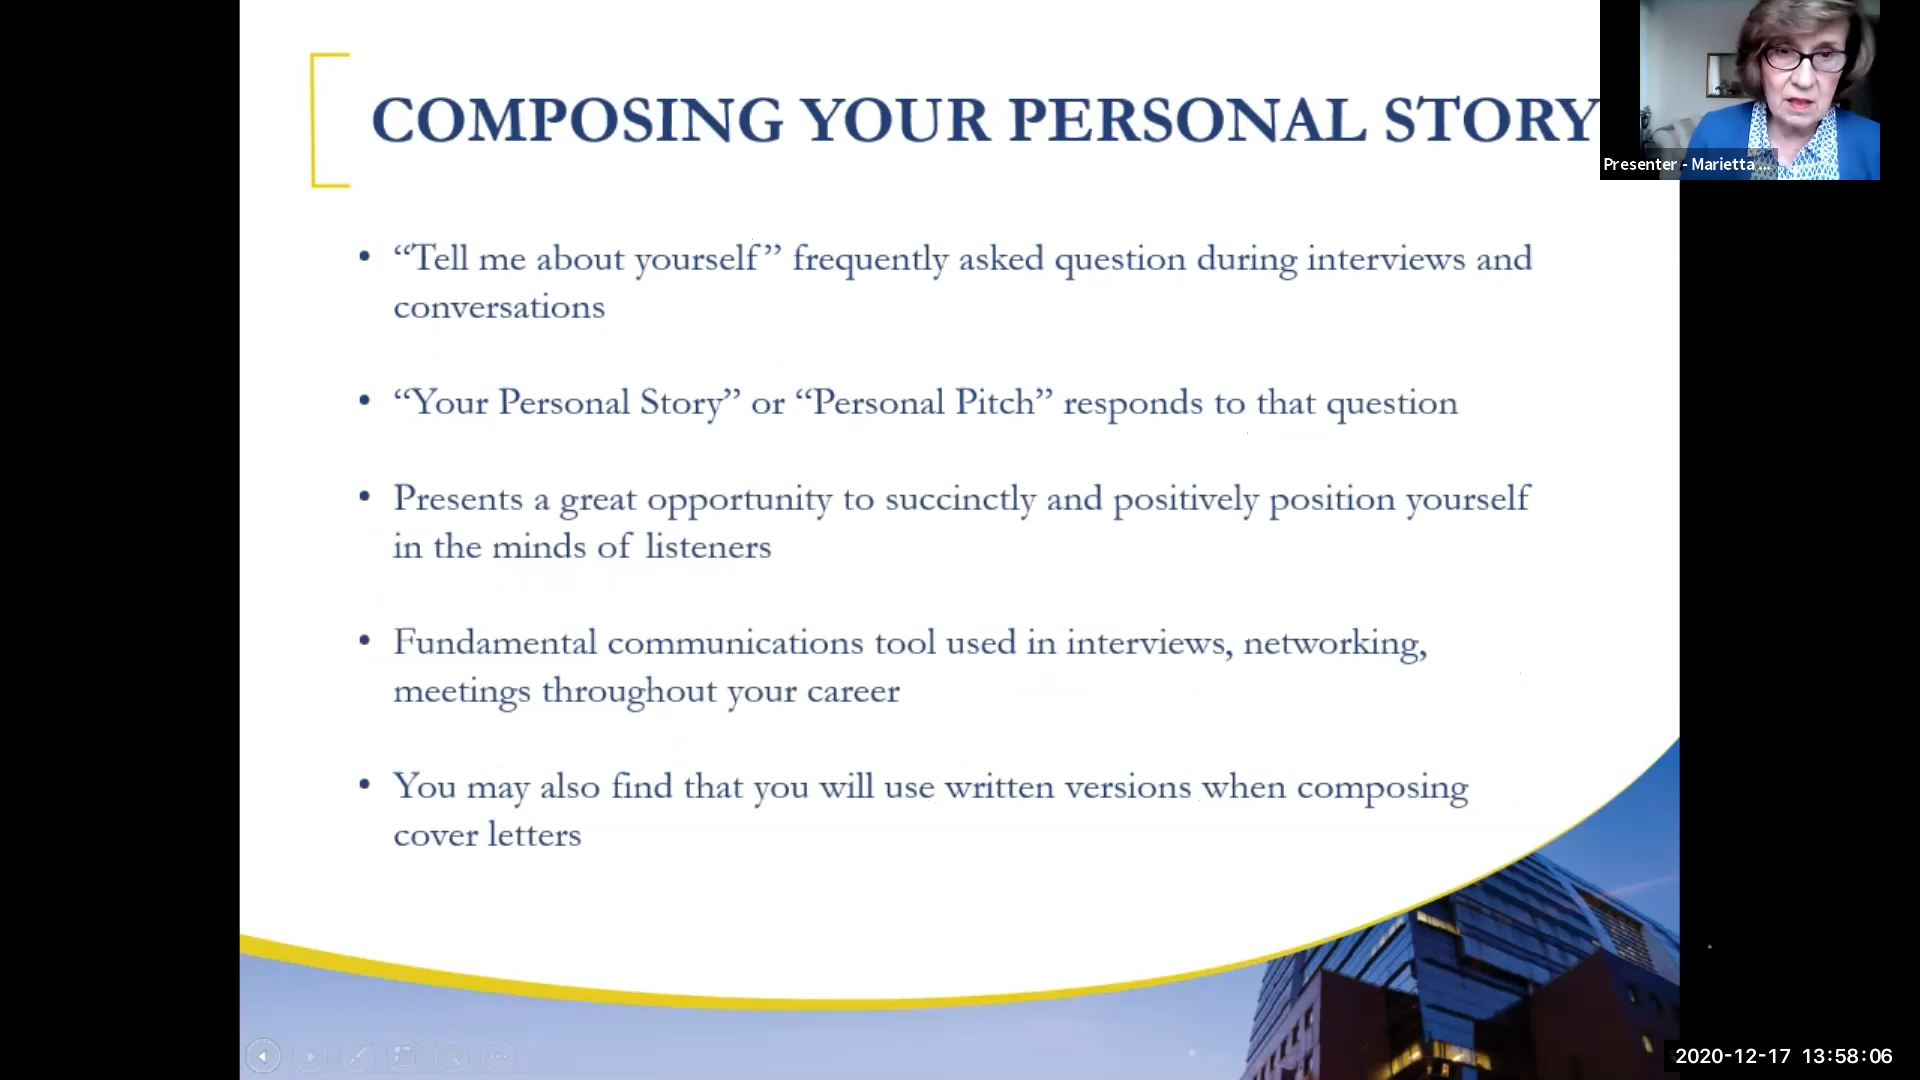 COMPOSING YOUR PERSONAL STORY
Presenter - Marietta ...
• “Tell me about yourself” frequently asked question during interviews and
conversations
• “Your Personal Story” or “Personal Pitch” responds to that question
• Presents a great opportunity to succinctly and positively position yourself
in the minds of listeners
• Fundamental communications tool used in interviews, networking,
meetings throughout your career
• You may also find that you will use written versions when composing
cover letters
2020-12-17 13:58:06